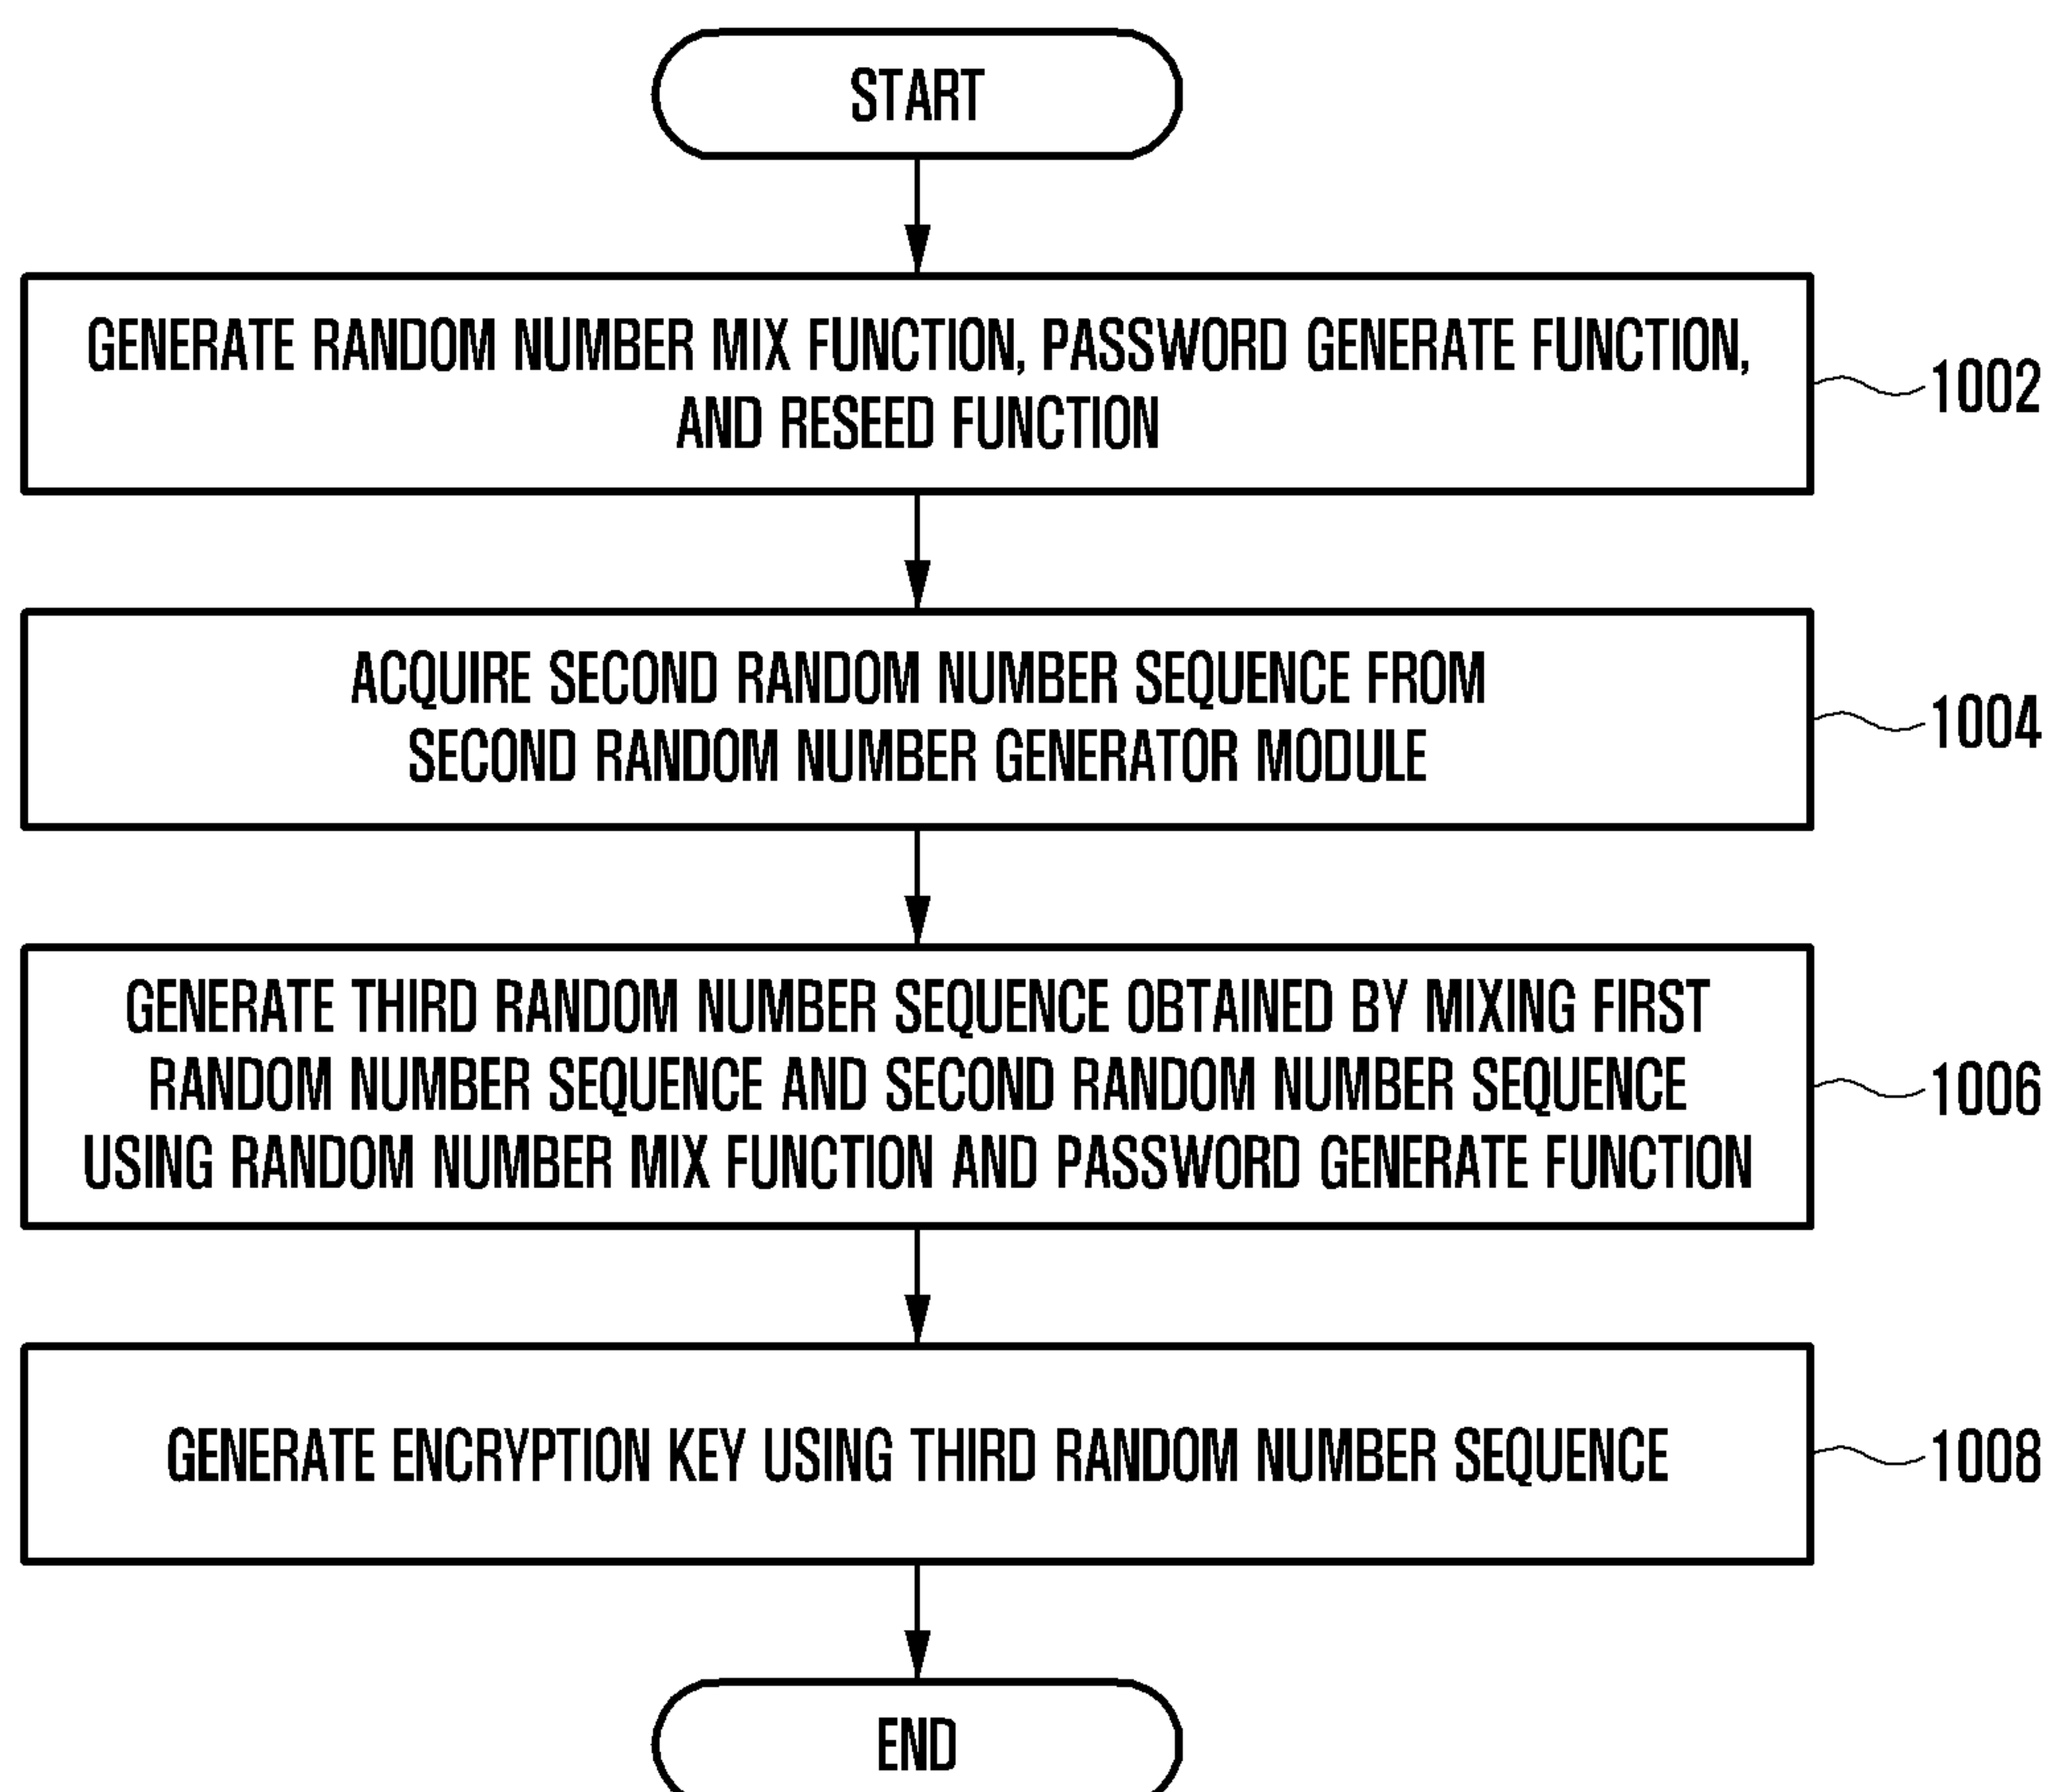 START
GENERATE RANDOM NUMBER MIX FUNCTION, PASSWORD GENERATE FUNCTION,
AND RESEED FUNCTION
1002
ACQUIRE SECOND RANDOM NUMBER SEQUENCE FROM
SECOND RANDOM NUMBER GENERATOR MODULE
1004
GENERATE THIRD RANDOM NUMBER SEQUENCE OBTAINED BY MIXING FIRST
RANDOM NUMBER SEQUENCE AND SECOND RANDOM NUMBER SEQUENCE
USING RANDOM NUMBER MIX FUNCTION AND PASSWORD GENERATE FUNCTION
1006
GENERATE ENCRYPTION KEY USING THIRD RANDOM NUMBER SEQUENCE
1008
END